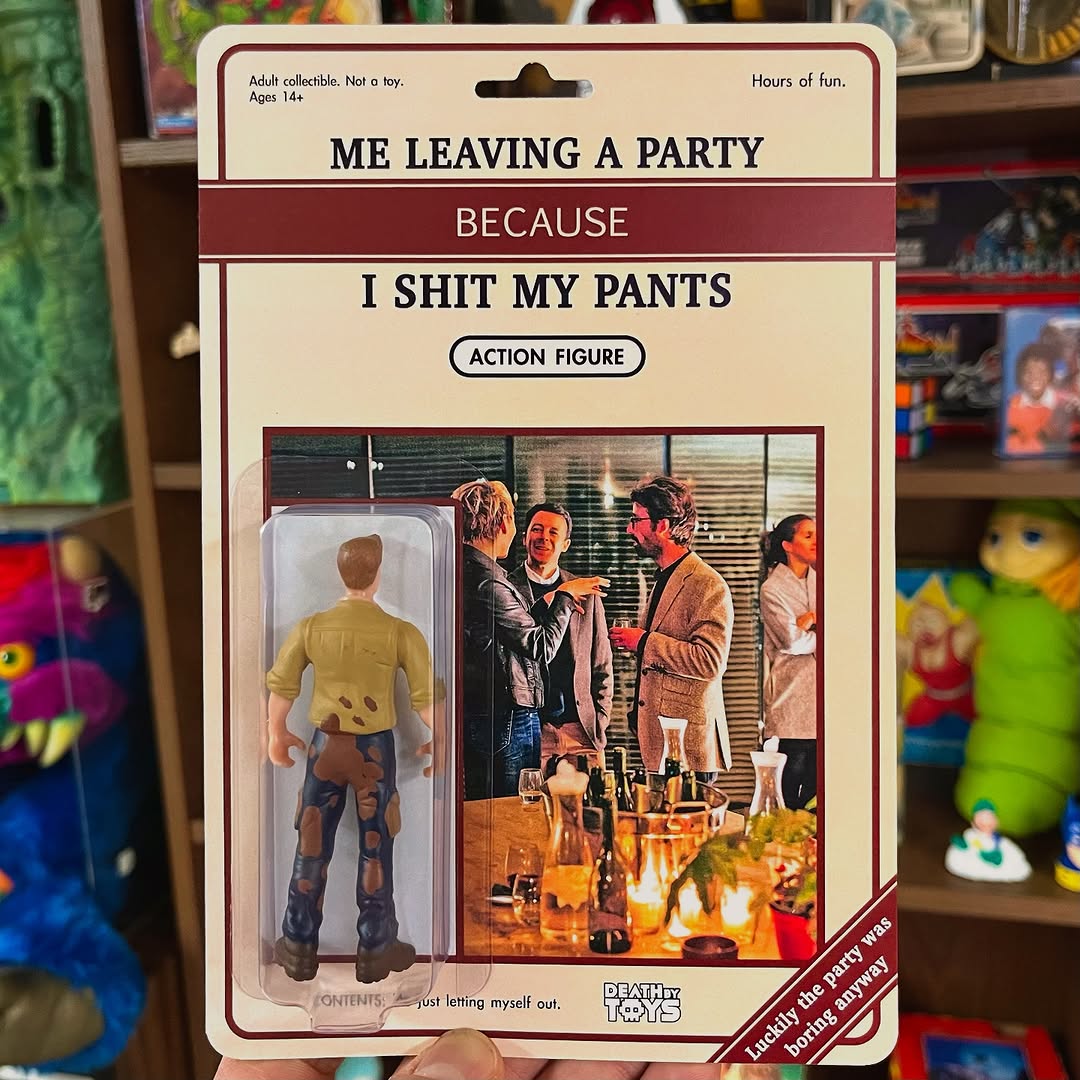 Adult collectible. Not a toy.
Ages 14+
Hours of fun.
ME LEAVING A PARTY
BECAUSE
I SHIT MY PANTS
ACTION FIGURE
CONTENTS:
just letting myself out.
DEATH BY
TOYS
Luckily the party was
boring anyway